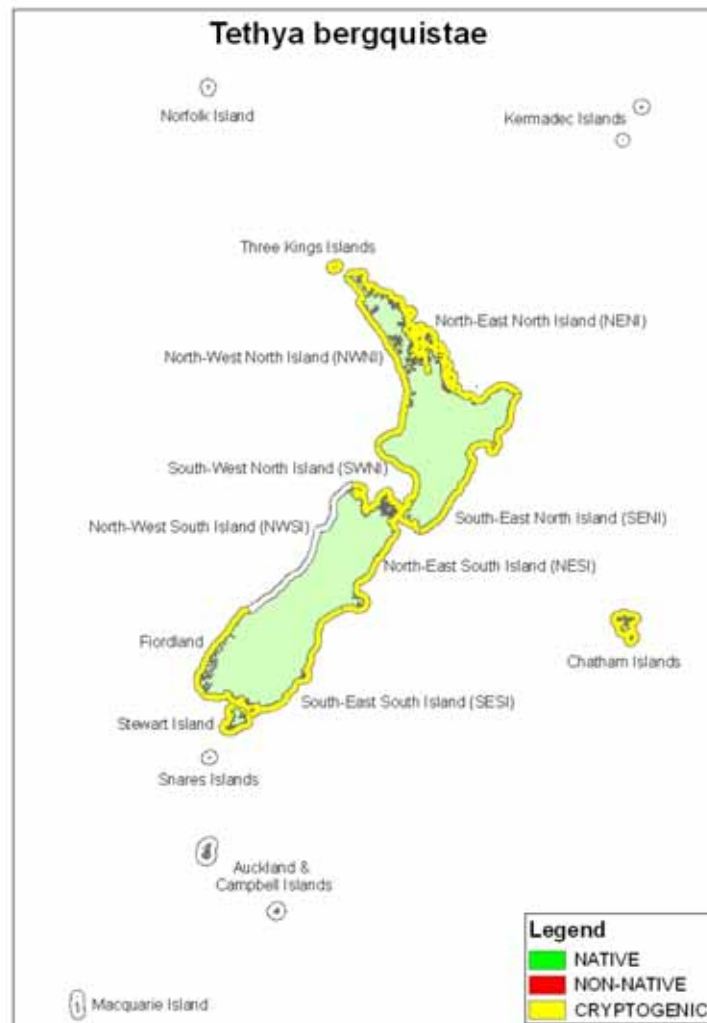 Tethya bergquistae
Norfolk Island
Kermadec Islands
Three Kings Islands
North-East North Island (NENI)
North-West North Island (NWNI)
South-West North Island (SWNI)
North-West South Island (NWSI)
South-East North Island (SENI)
North-East South Island (NESI)
Fiordland
Chatham Islands
South-East South Island (SESI)
Stewart Island
Snares Islands
Auckland &
Campbell Islands
Macquarie Island
Legend
NATIVE
NON-NATIVE
CRYPTOGENIC